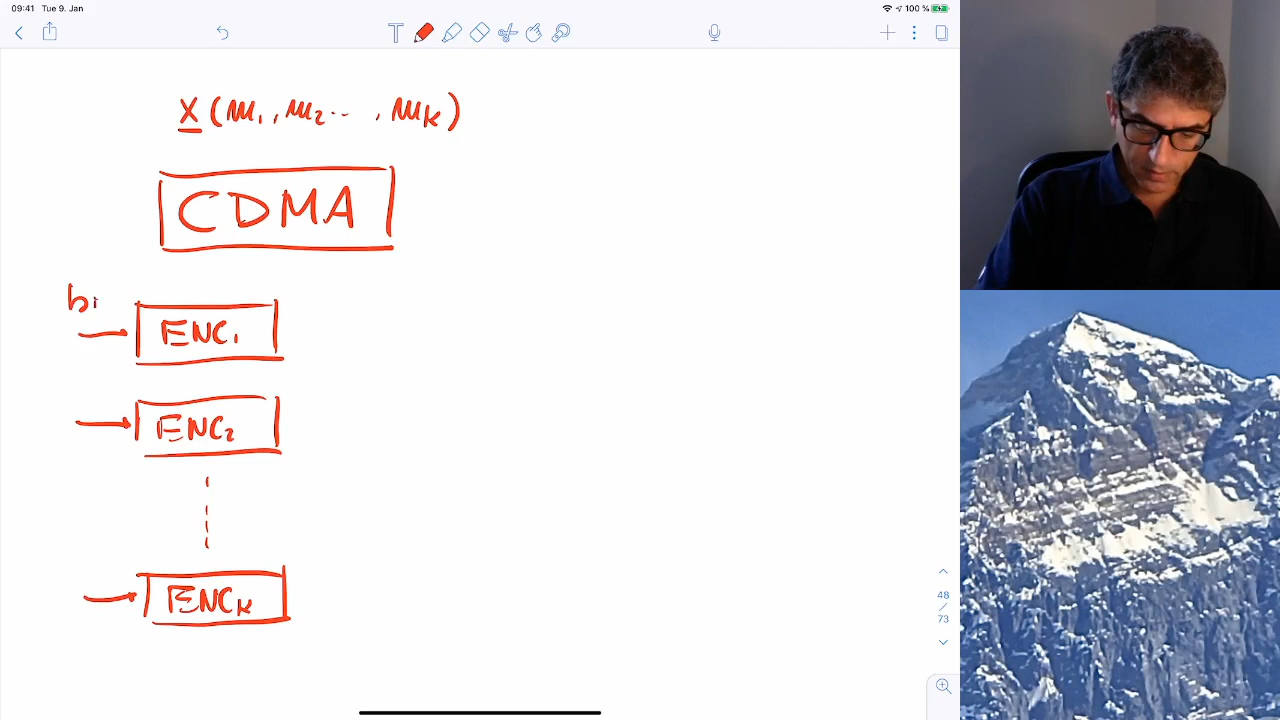 09:41 Tue 9. Jan 100 %
T
X (m1, m2 .. , mK)
CDMA
b1
ENC1
ENC2
ENCK
48
/
73